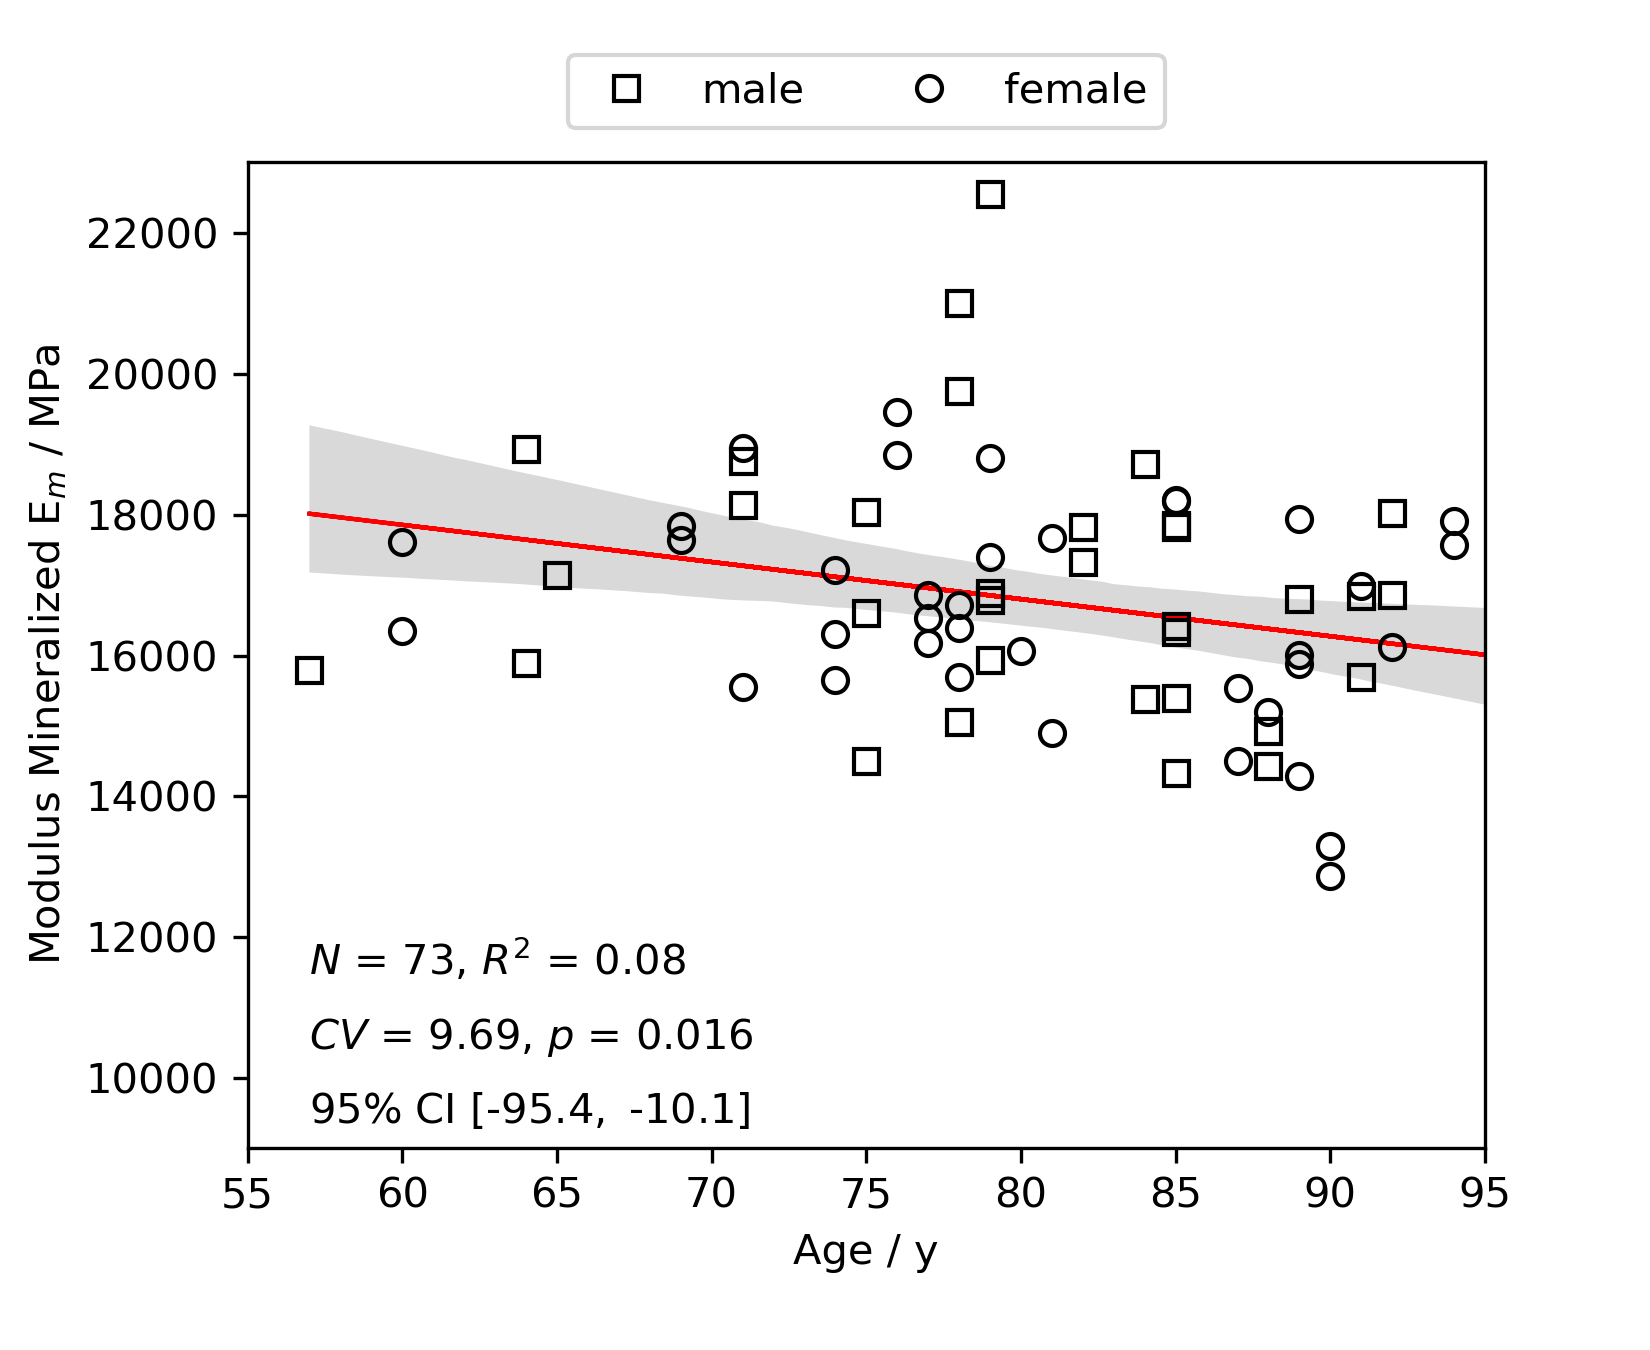 male female
22000
20000
18000
16000
14000
12000
10000
Modulus Mineralized Eₘ / MPa
N = 73, R² = 0.08
CV = 9.69, p = 0.016
95% CI [-95.4, -10.1]
55 60 65 70 75 80 85 90 95
Age / y